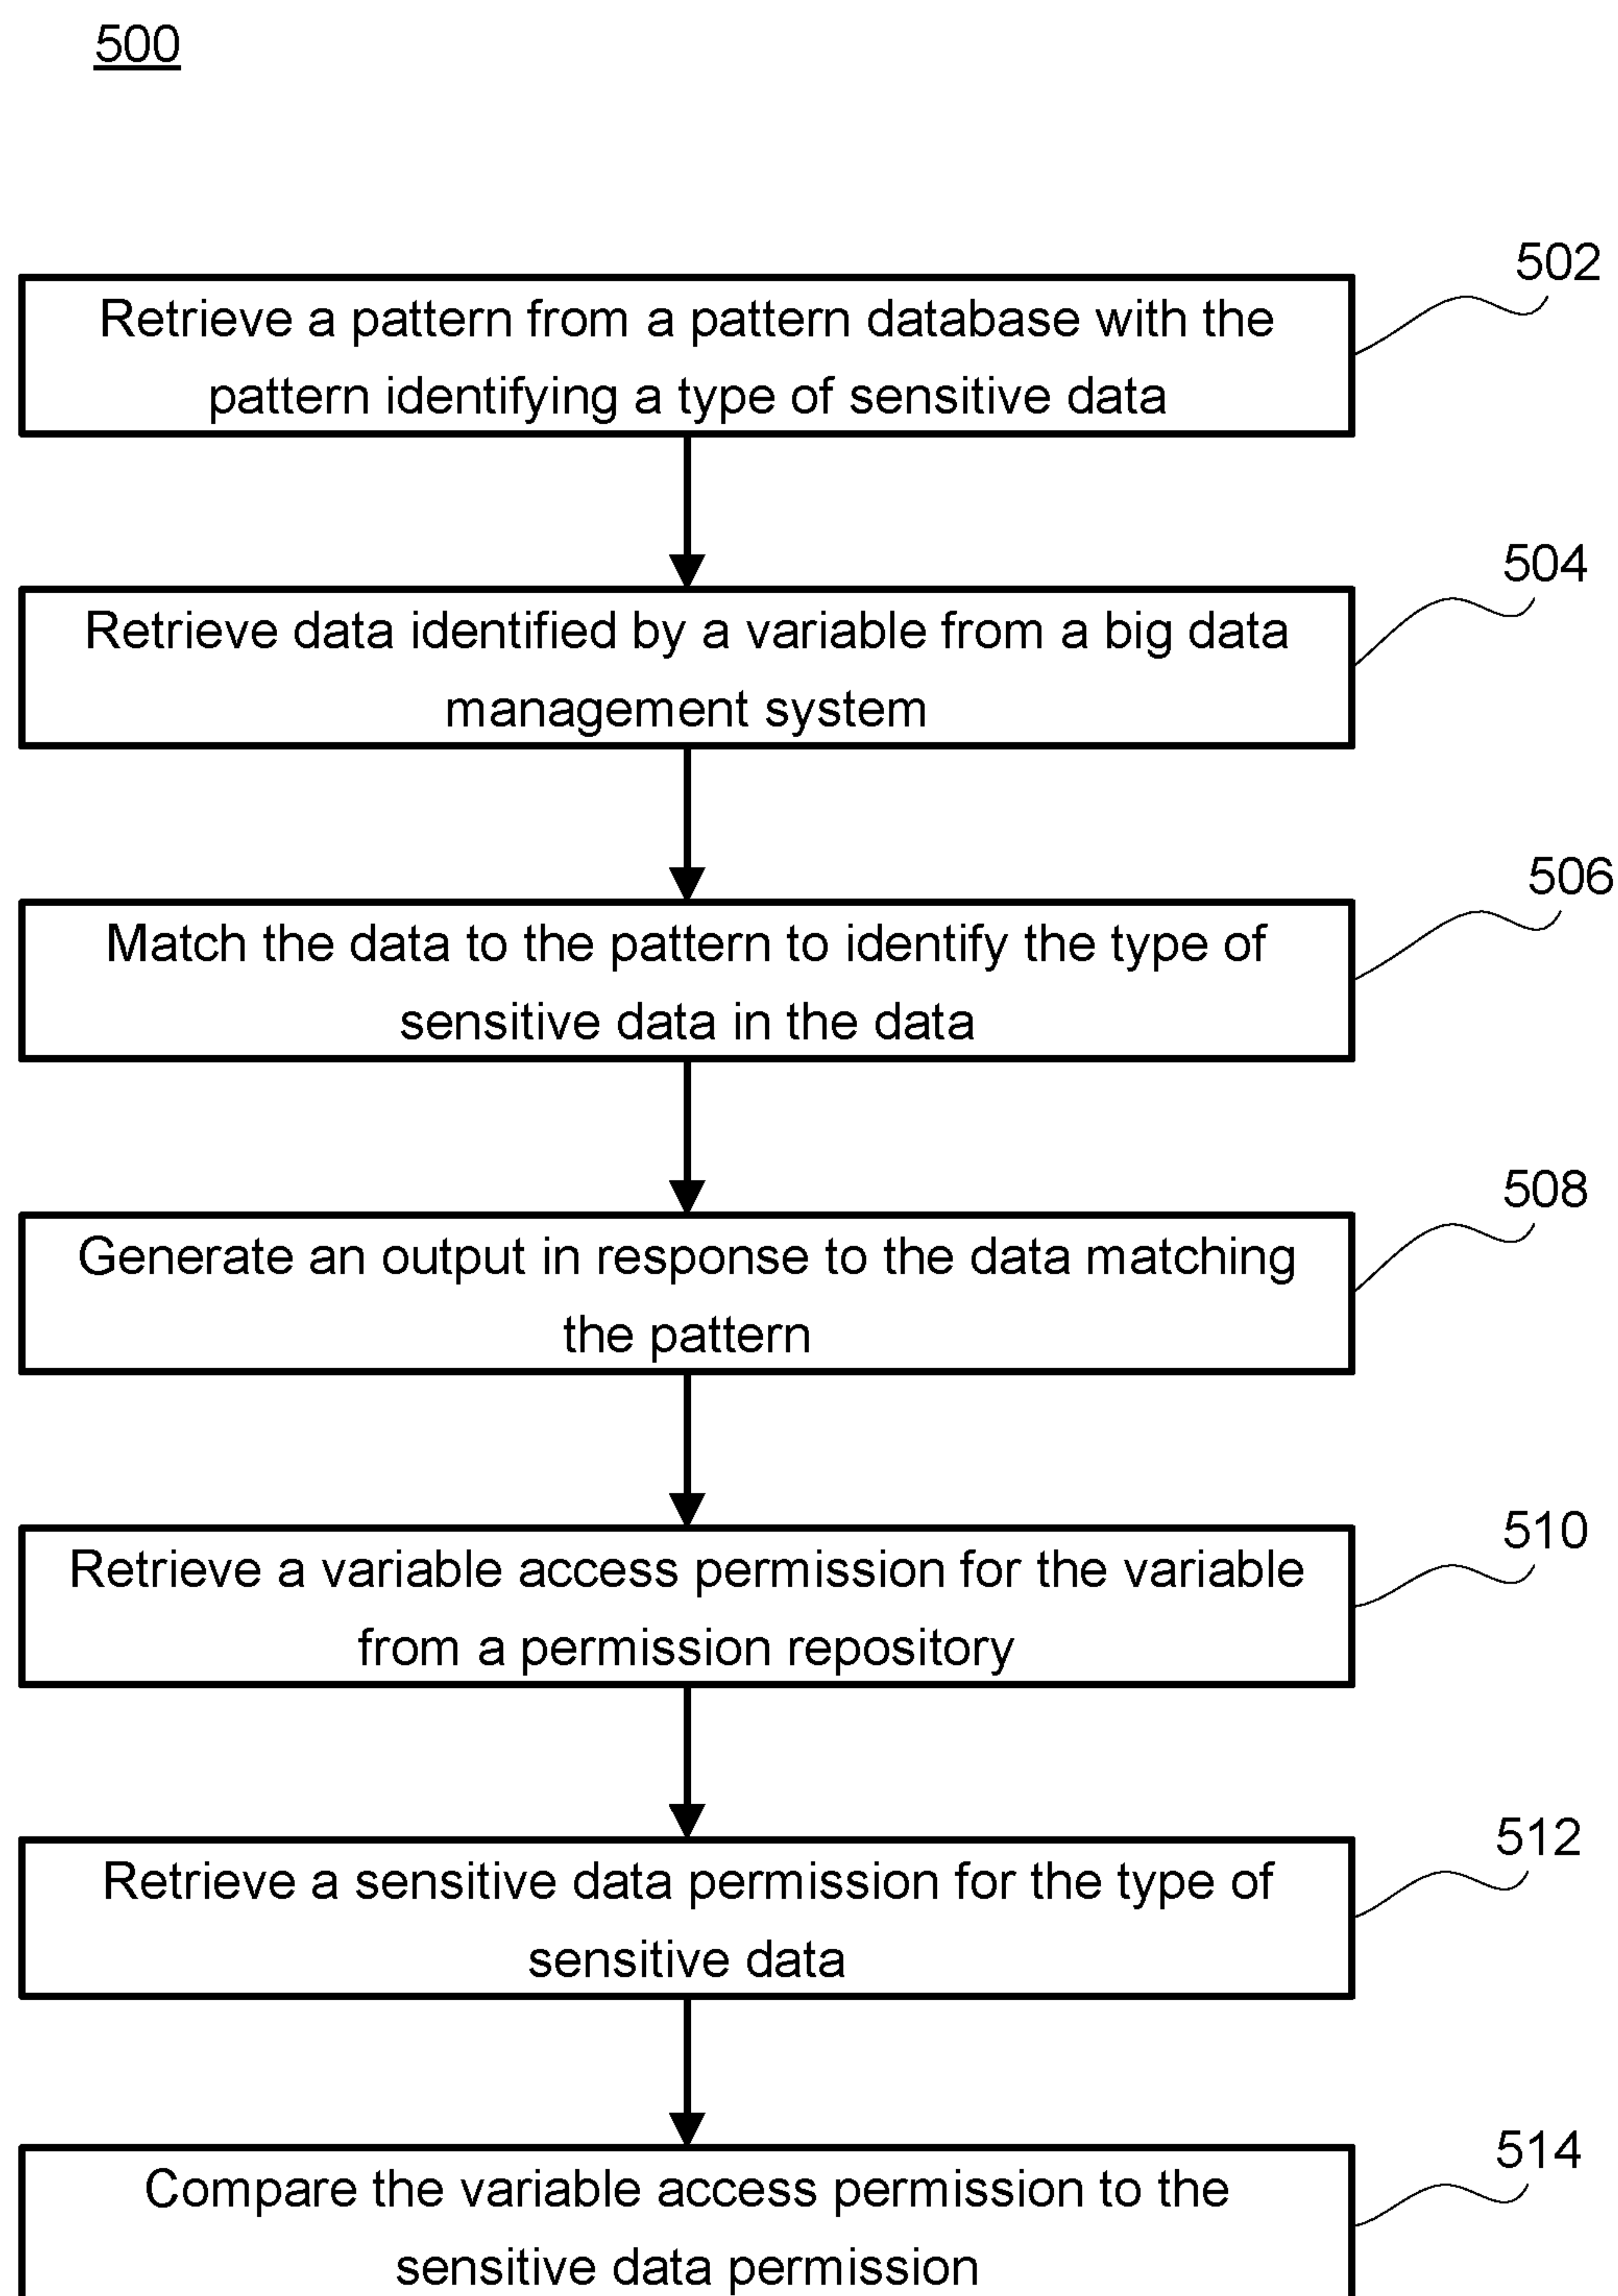 500
502
Retrieve a pattern from a pattern database with the
pattern identifying a type of sensitive data
504
Retrieve data identified by a variable from a big data
management system
506
Match the data to the pattern to identify the type of
sensitive data in the data
508
Generate an output in response to the data matching
the pattern
510
Retrieve a variable access permission for the variable
from a permission repository
512
Retrieve a sensitive data permission for the type of
sensitive data
514
Compare the variable access permission to the
sensitive data permission